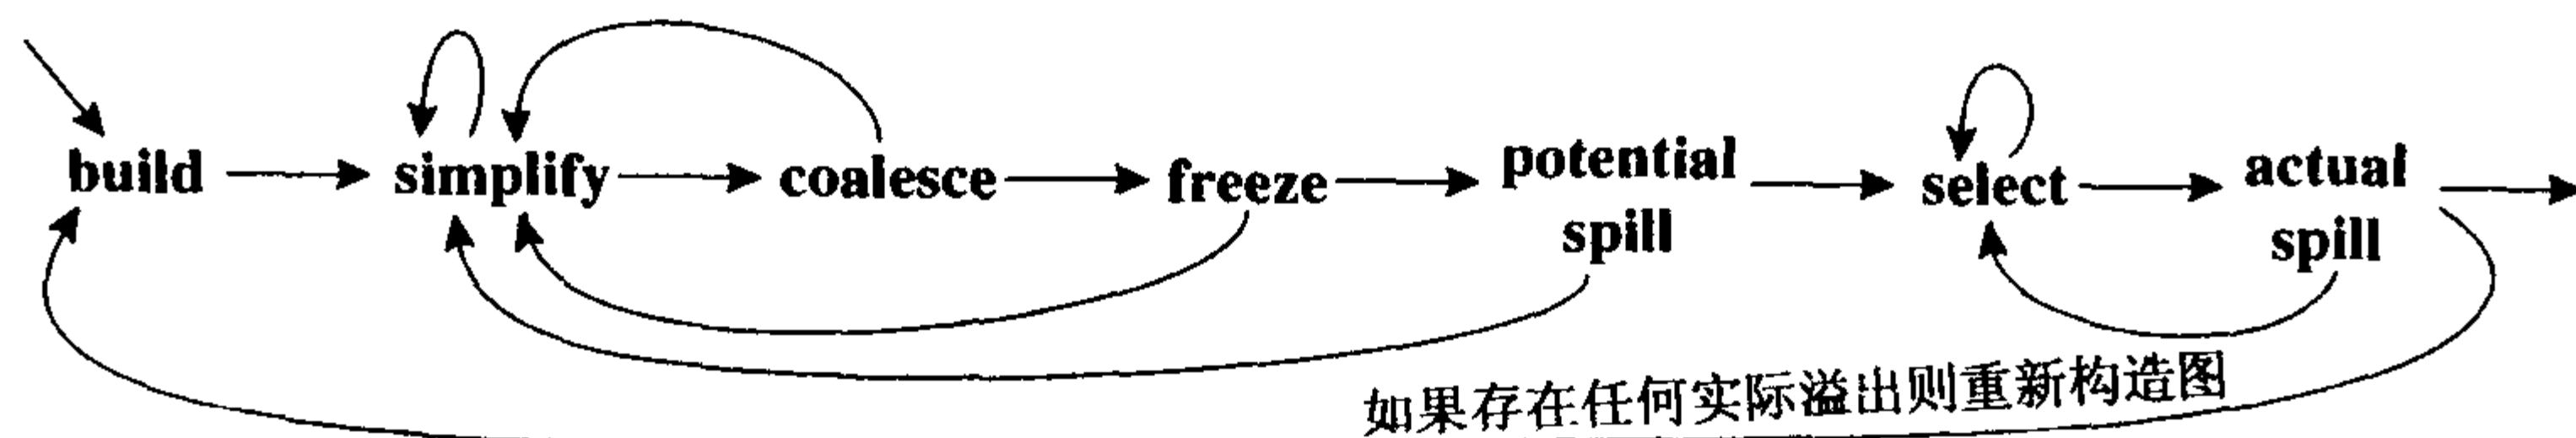 build
simplify
coalesce
freeze
potential
spill
select
actual
spill
如果存在任何实际溢出则重新构造图